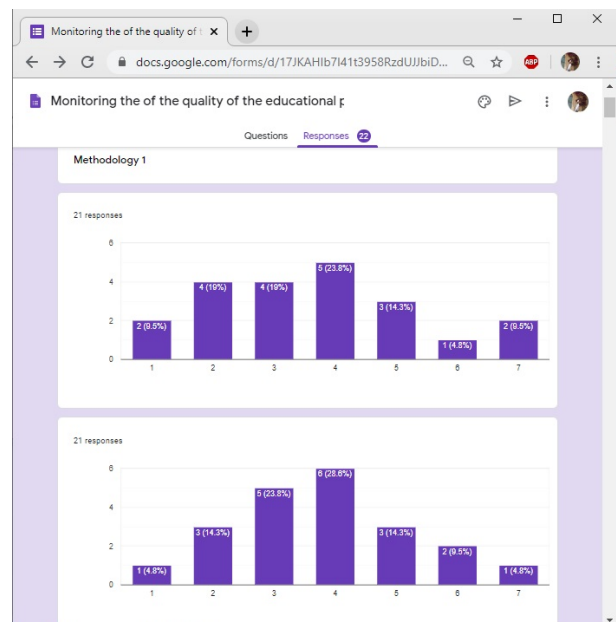 Monitoring the of the quality of t
docs.google.com/forms/d/17JKAHIb7I41t3958RzdUJJbiD...
ABP
Monitoring the of the quality of the educational p
Questions Responses 22
Methodology 1
21 responses
6
4
2
0
2 (9.5%)
4 (19%)
4 (19%)
5 (23.8%)
3 (14.3%)
1 (4.8%)
2 (9.5%)
1 2 3 4 5 6 7
21 responses
6
4
2
0
1 (4.8%)
3 (14.3%)
5 (23.8%)
6 (28.6%)
3 (14.3%)
2 (9.5%)
1 (4.8%)
1 2 3 4 5 6 7